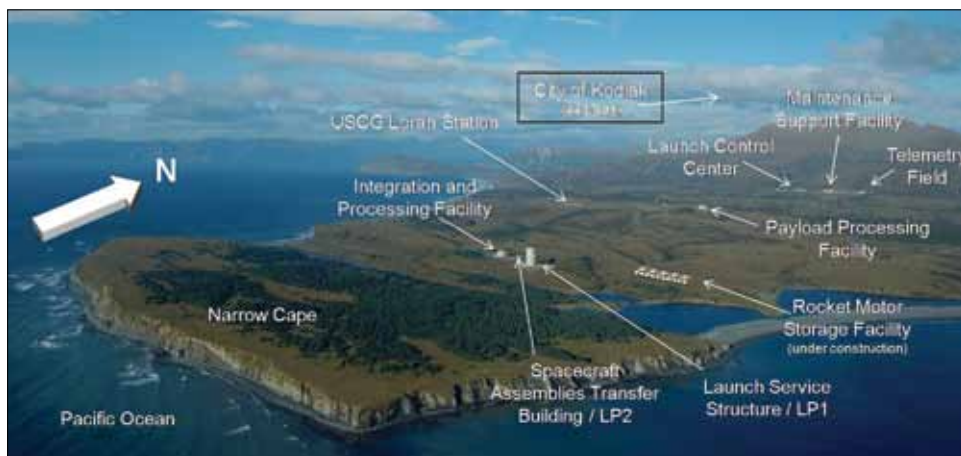 City of Kodiak
USCG Loran Station
Maintenance
Support Facility
Launch Control
Center
Telemetry
Field
N
Integration and
Processing Facility
Payload Processing
Facility
Narrow Cape
Rocket Motor
Storage Facility
(under construction)
Spacecraft
Assemblies Transfer
Building / LP2
Launch Service
Structure / LP1
Pacific Ocean